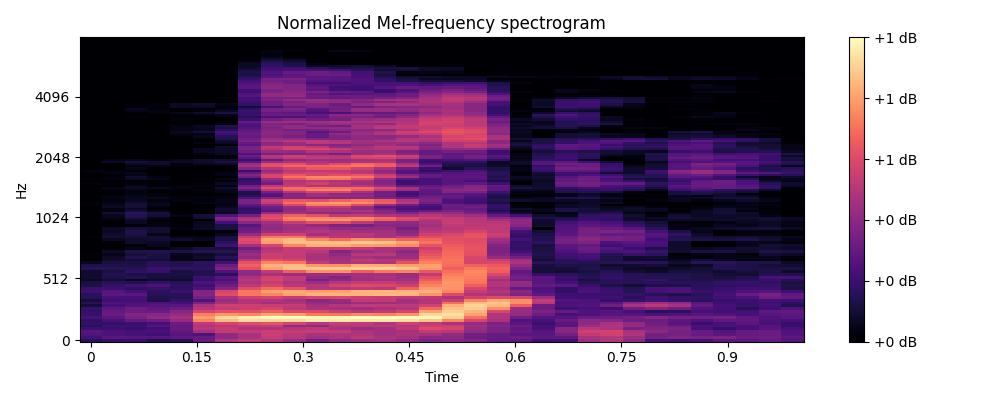 Normalized Mel-frequency spectrogram
Hz
4096
2048
1024
512
0
0 0.15 0.3 0.45 0.6 0.75 0.9
Time
+1 dB
+1 dB
+1 dB
+0 dB
+0 dB
+0 dB